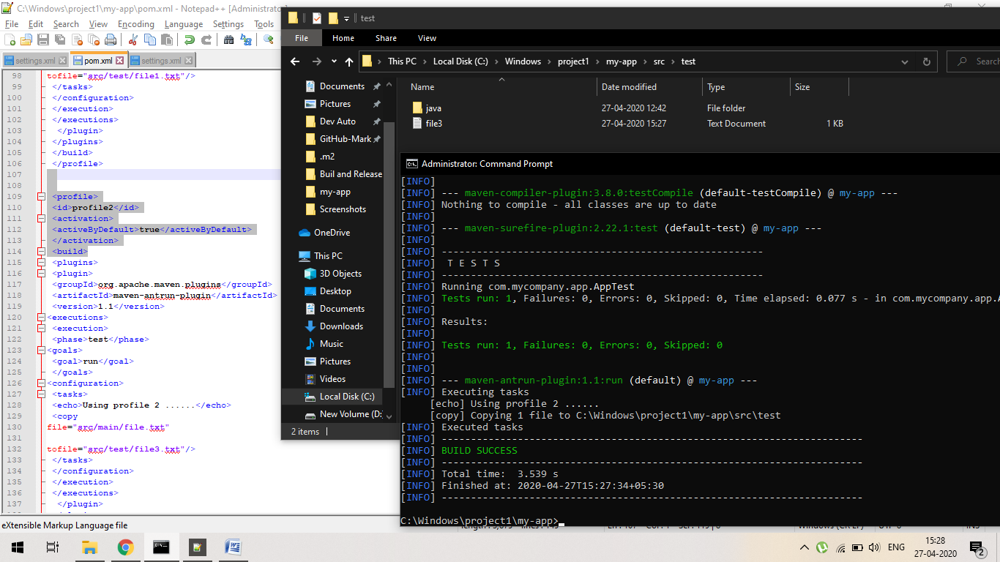 C:\Windows\project1\my-app\pom.xml - Notepad++ [Administrator]
File Edit Search View Encoding Language Settings Tools
settings.xml pom.xml settings.xml
98 tofile="src/test/file1.txt"/>
99 </tasks>
100 </configuration>
101 </execution>
102 </executions>
103 </plugin>
104 </plugins>
105 </build>
106 </profile>
107
108
109 <profile>
110 <id>profile2</id>
111 <activation>
112 <activeByDefault>true</activeByDefault>
113 </activation>
114 <build>
115 <plugins>
116 <plugin>
117 <groupId>org.apache.maven.plugins</groupId>
118 <artifactId>maven-antrun-plugin</artifactId>
119 <version>1.1</version>
120 <executions>
121 <execution>
122 <phase>test</phase>
123 <goals>
124 <goal>run</goal>
125 </goals>
126 <configuration>
127 <tasks>
128 <echo>Using profile 2 ......</echo>
129 <copy
130 file="src/main/file.txt"
131
132 tofile="src/test/file3.txt"/>
133 </tasks>
134 </configuration>
135 </execution>
136 </executions>
137 </plugin>
eXtensible Markup Language file
test
File Home Share View
This PC > Local Disk (C:) > Windows > project1 > my-app > src > test
Search
Documents
Pictures
Dev Auto
GitHub-Mark
.m2
Buil and Release
my-app
Screenshots
OneDrive
This PC
3D Objects
Desktop
Documents
Downloads
Music
Pictures
Videos
Local Disk (C:)
New Volume (D:
2 items
Name Date modified Type Size
java 27-04-2020 12:42 File folder
file3 27-04-2020 15:27 Text Document 1 KB
Administrator: Command Prompt
[INFO]
[INFO] --- maven-compiler-plugin:3.8.0:testCompile (default-testCompile) @ my-app ---
[INFO] Nothing to compile - all classes are up to date
[INFO]
[INFO] --- maven-surefire-plugin:2.22.1:test (default-test) @ my-app ---
[INFO]
[INFO] -------------------------------------------------------
[INFO]  T E S T S
[INFO] -------------------------------------------------------
[INFO] Running com.mycompany.app.AppTest
[INFO] Tests run: 1, Failures: 0, Errors: 0, Skipped: 0, Time elapsed: 0.077 s - in com.mycompany.app.A
[INFO]
[INFO] Results:
[INFO]
[INFO] Tests run: 1, Failures: 0, Errors: 0, Skipped: 0
[INFO]
[INFO]
[INFO] --- maven-antrun-plugin:1.1:run (default) @ my-app ---
[INFO] Executing tasks
[echo] Using profile 2 ......
[copy] Copying 1 file to C:\Windows\project1\my-app\src\test
[INFO] Executed tasks
[INFO] ------------------------------------------------------------------------
[INFO] BUILD SUCCESS
[INFO] ------------------------------------------------------------------------
[INFO] Total time:  3.539 s
[INFO] Finished at: 2020-04-27T15:27:34+05:30
[INFO] ------------------------------------------------------------------------
C:\Windows\project1\my-app>
ENG
15:28
27-04-2020
2